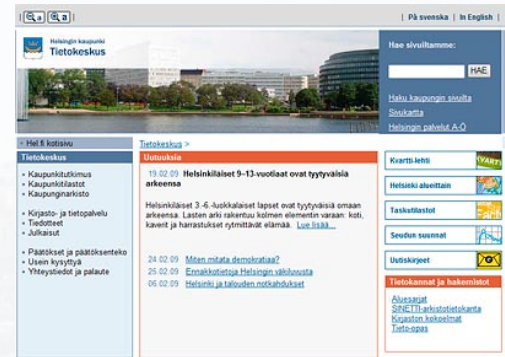 a a
| På svenska | In English |
Helsingin kaupunki
Tietokeskus
Hae sivuiltamme:
HAE
Haku kaupungin sivuilta
Sivukartta
Helsingin palvelut A-Ö
Hel.fi kotisivu
Tietokeskus >
Tietokeskus
Kaupunkitutkimus
Kaupunkitilastot
Kaupunginarkisto
Kirjasto- ja tietopalvelu
Tiedotteet
Julkaisut
Päätökset ja päätöksenteko
Usein kysyttyä
Yhteystiedot ja palaute
Uutuuksia
19.02.09 Helsinkiläiset 9-13-vuotiaat ovat tyytyväisiä
arkeensa
Helsinkiläiset 3.-6.-luokkalaiset lapset ovat tyytyväisiä omaan
arkeensa. Lasten arki rakentuu kolmen elementin varaan: koti,
kaverit ja harrastukset rytmittävät elämää. Lue lisää...
24.02.09 Miten mitata demokratiaa?
25.02.09 Ennakkotietoja Helsingin väkiluvusta
06.02.09 Helsinki ja talouden notkahdukset
Kvartti-lehti
KVARTT
Helsinki alueittain
Taskutilastot
Seudun suunnat
Uutiskirjeet
Tietokannat ja hakemistot
Aluesarjat
SINETTI-arkistotietokanta
Kirjaston kokoelmat
Tieto-opas